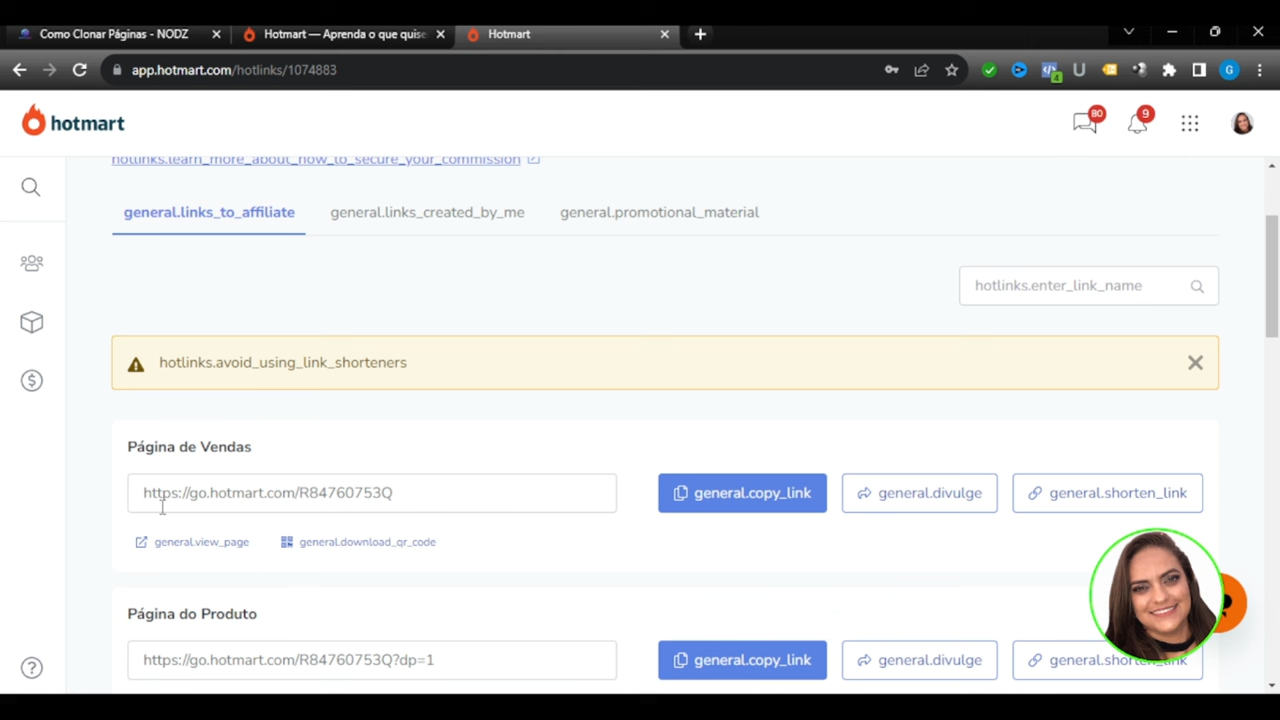 Como Clonar Páginas - NODZ
Hotmart — Aprenda o que quise
Hotmart
app.hotmart.com/hotlinks/1074883
4
G
hotmart
80
9
hotlinks.learn_more_about_how_to_secure_your_commission
general.links_to_affiliate
general.links_created_by_me
general.promotional_material
hotlinks.enter_link_name
hotlinks.avoid_using_link_shorteners
Página de Vendas
https://go.hotmart.com/R84760753Q
general.copy_link
general.divulge
general.shorten_link
general.view_page
general.download_qr_code
Página do Produto
https://go.hotmart.com/R84760753Q?dp=1
general.copy_link
general.divulge
general.shorten_link